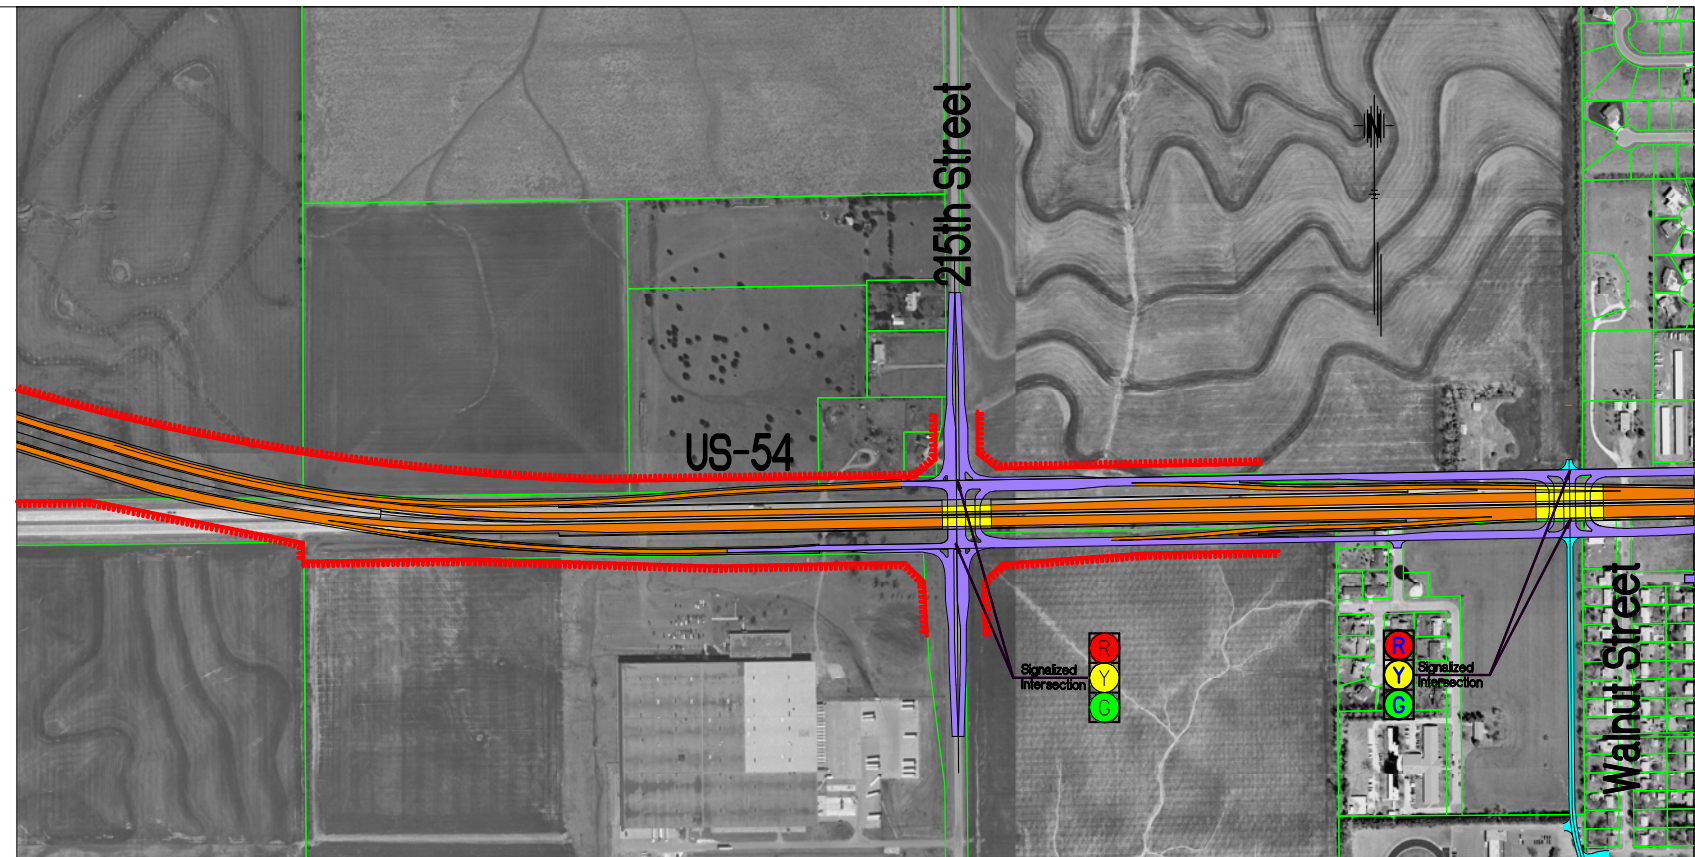 215th Street
N
US-54
Signalized
Intersection
R
Y
G
R
Y
G
Signalized
Intersection
Walnut Street